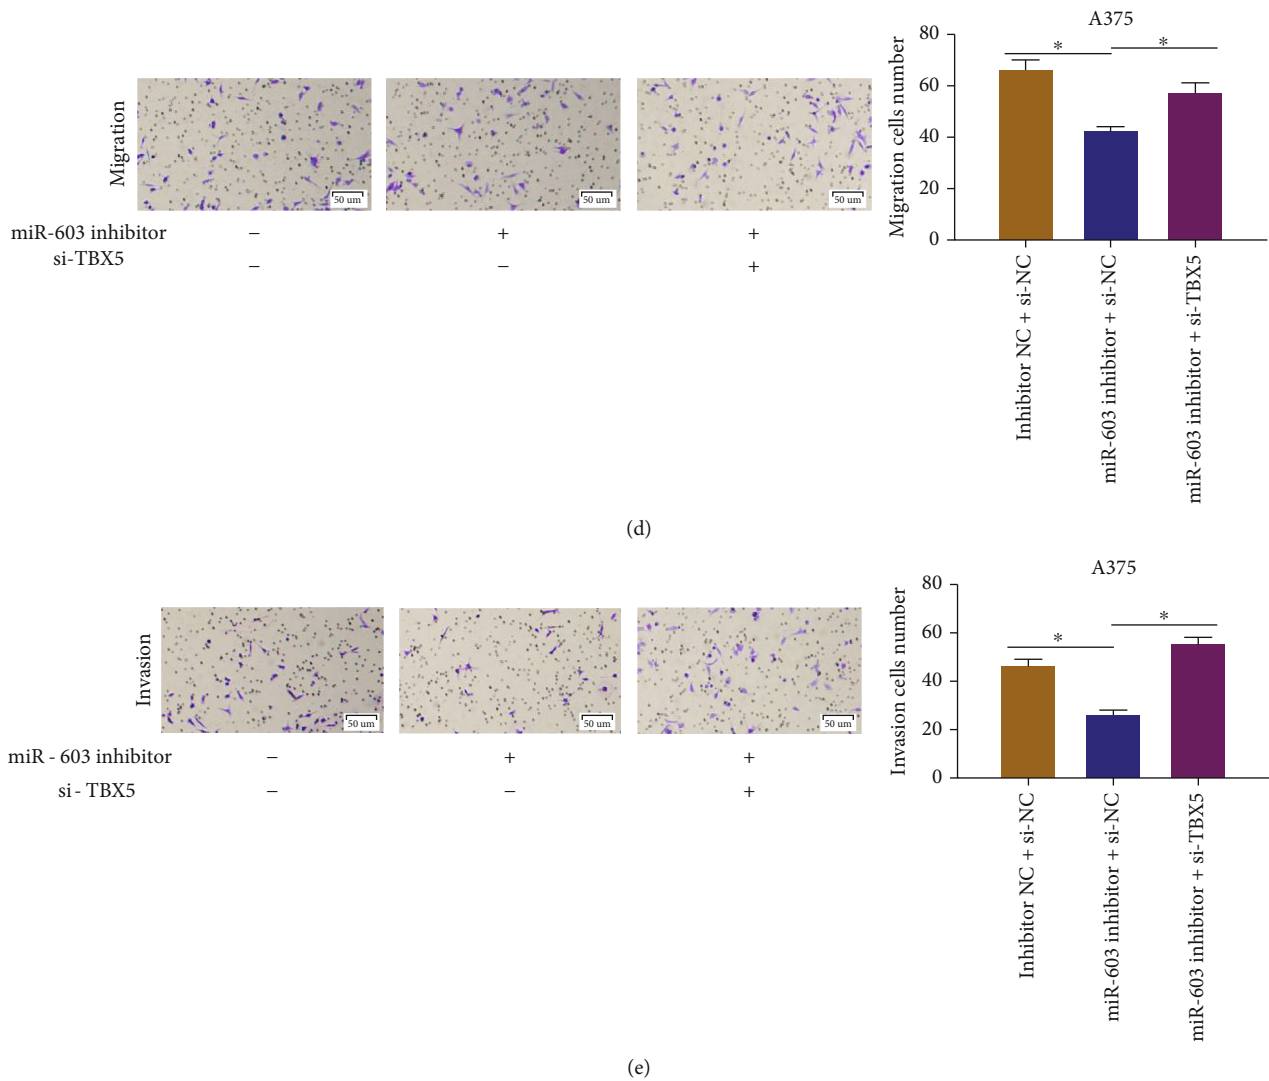 A375
Migration cells number
80
60
40
20
0
*
*
Migration
50 um
50 um
50 um
miR-603 inhibitor − + +
si-TBX5 − − +
Inhibitor NC + si-NC
miR-603 inhibitor + si-NC
miR-603 inhibitor + si-TBX5
(d)
A375
Invasion cells number
80
60
40
20
0
*
*
Invasion
50 um
50 um
50 um
miR - 603 inhibitor − + +
si - TBX5 − − +
Inhibitor NC + si-NC
miR-603 inhibitor + si-NC
miR-603 inhibitor + si-TBX5
(e)